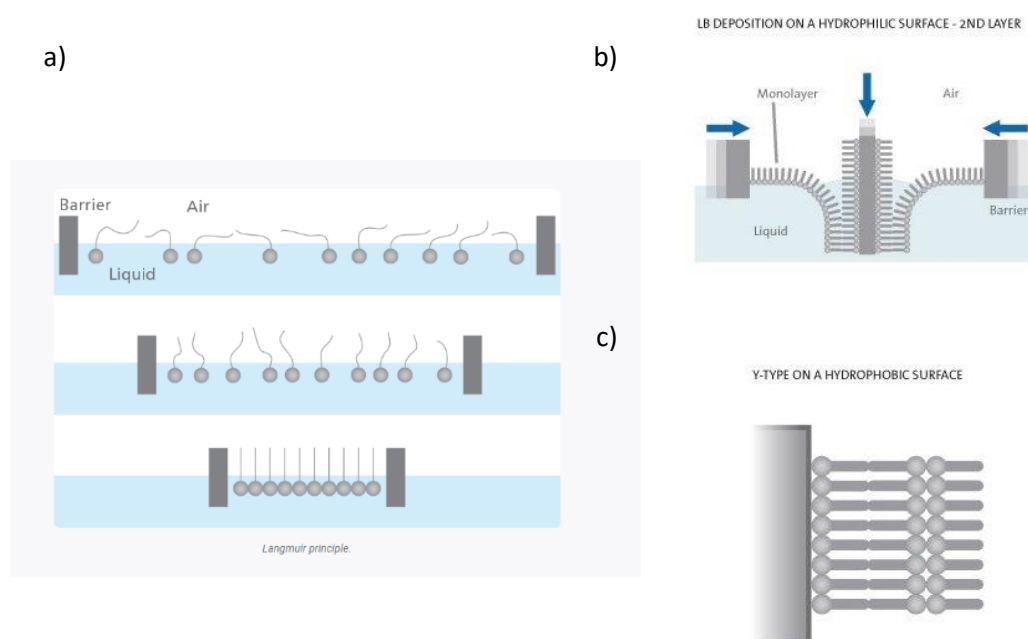 a)
Barrier
Air
Liquid
Langmuir principle.
b)
LB DEPOSITION ON A HYDROPHILIC SURFACE - 2ND LAYER
Monolayer
Air
Liquid
Barrier
c)
Y-TYPE ON A HYDROPHOBIC SURFACE